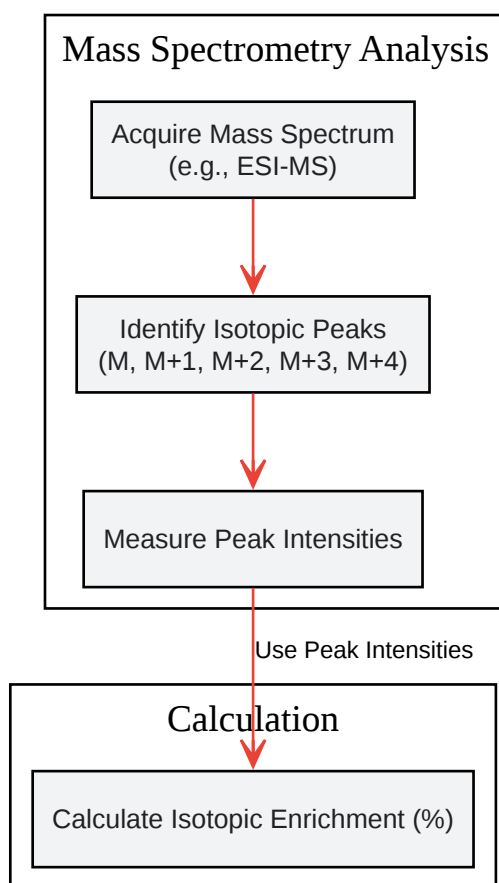 Mass Spectrometry Analysis
Acquire Mass Spectrum
(e.g., ESI-MS)
Identify Isotopic Peaks
(M, M+1, M+2, M+3, M+4)
Measure Peak Intensities
Use Peak Intensities
Calculation
Calculate Isotopic Enrichment (%)